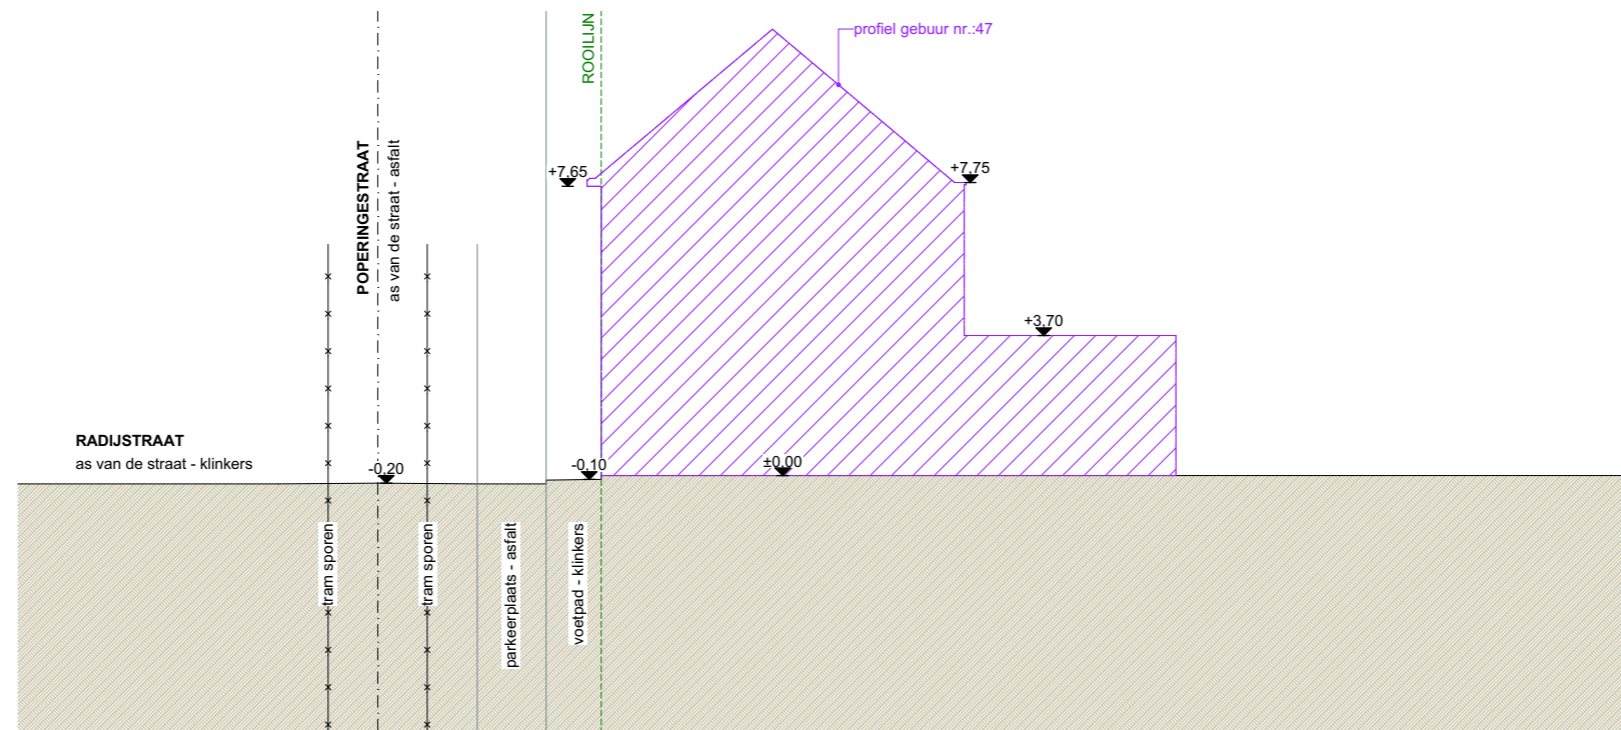 profiel gebuur nr.:47
ROOILIJN
POPERINGESTRAAT
as van de straat - asfalt
+7,65
+7,75
+3,70
RADIJSTRAAT
as van de straat - klinkers
-0,20
-0,10
±0,00
tram sporen
tram sporen
parkeerplaats - asfalt
voetpad - klinkers